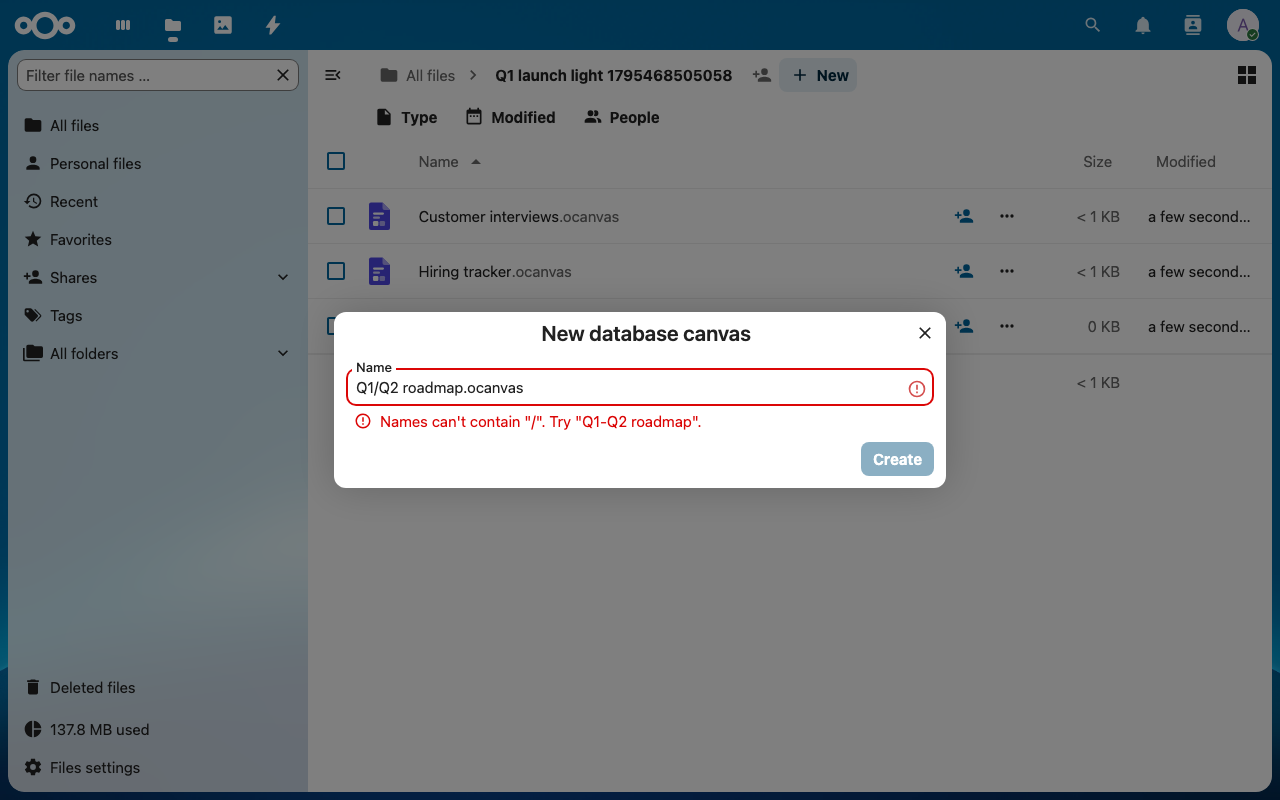 A
Filter file names ...
All files
Q1 launch light 1795468505058
New
Type
Modified
People
All files
Personal files
Recent
Favorites
Shares
Tags
All folders
Name
Size
Modified
Customer interviews.ocanvas
< 1 KB
a few second...
Hiring tracker.ocanvas
< 1 KB
a few second...
0 KB
a few second...
< 1 KB
New database canvas
Name
Q1/Q2 roadmap.ocanvas
Names can't contain "/". Try "Q1-Q2 roadmap".
Create
Deleted files
137.8 MB used
Files settings